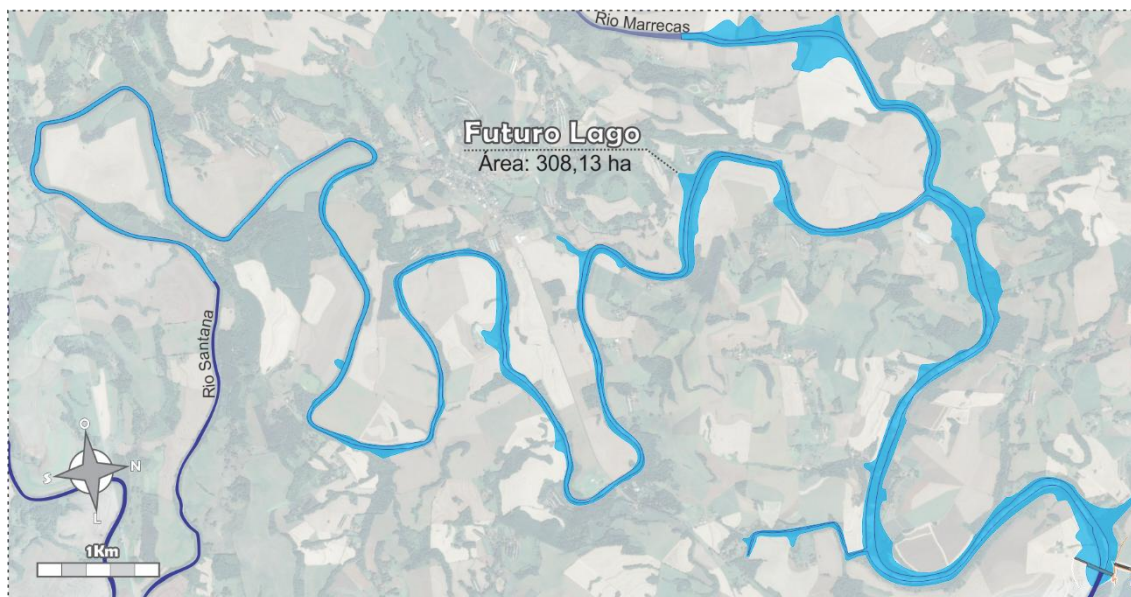 Rio Marrecas
Futuro Lago
Área: 308,13 ha
Rio Santana
O
S
N
L
1Km